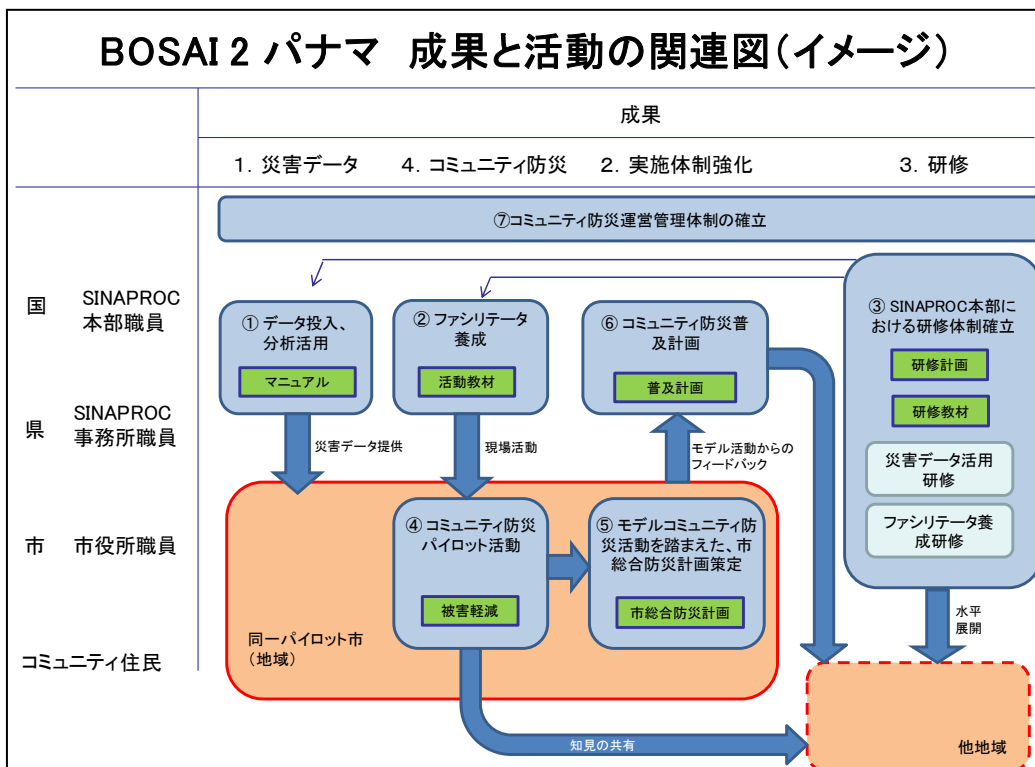 BOSAI 2 パナマ 成果と活動の関連図(イメージ)
成果
1. 災害データ
4. コミュニティ防災
2. 実施体制強化
3. 研修
⑦コミュニティ防災運営管理体制の確立
国
SINAPROC
本部職員
① データ投入、
分析活用
マニュアル
② ファシリテータ
養成
活動教材
⑥ コミュニティ防災普
及計画
普及計画
③ SINAPROC本部に
おける研修体制確立
研修計画
研修教材
災害データ活用
研修
ファシリテータ養
成研修
県
SINAPROC
事務所職員
災害データ提供
現場活動
モデル活動からの
フィードバック
市
市役所職員
④ コミュニティ防災
パイロット活動
被害軽減
⑤ モデルコミュニティ防
災活動を踏まえた、市
総合防災計画策定
市総合防災計画
水平
展開
同一パイロット市
(地域)
コミュニティ住民
知見の共有
他地域